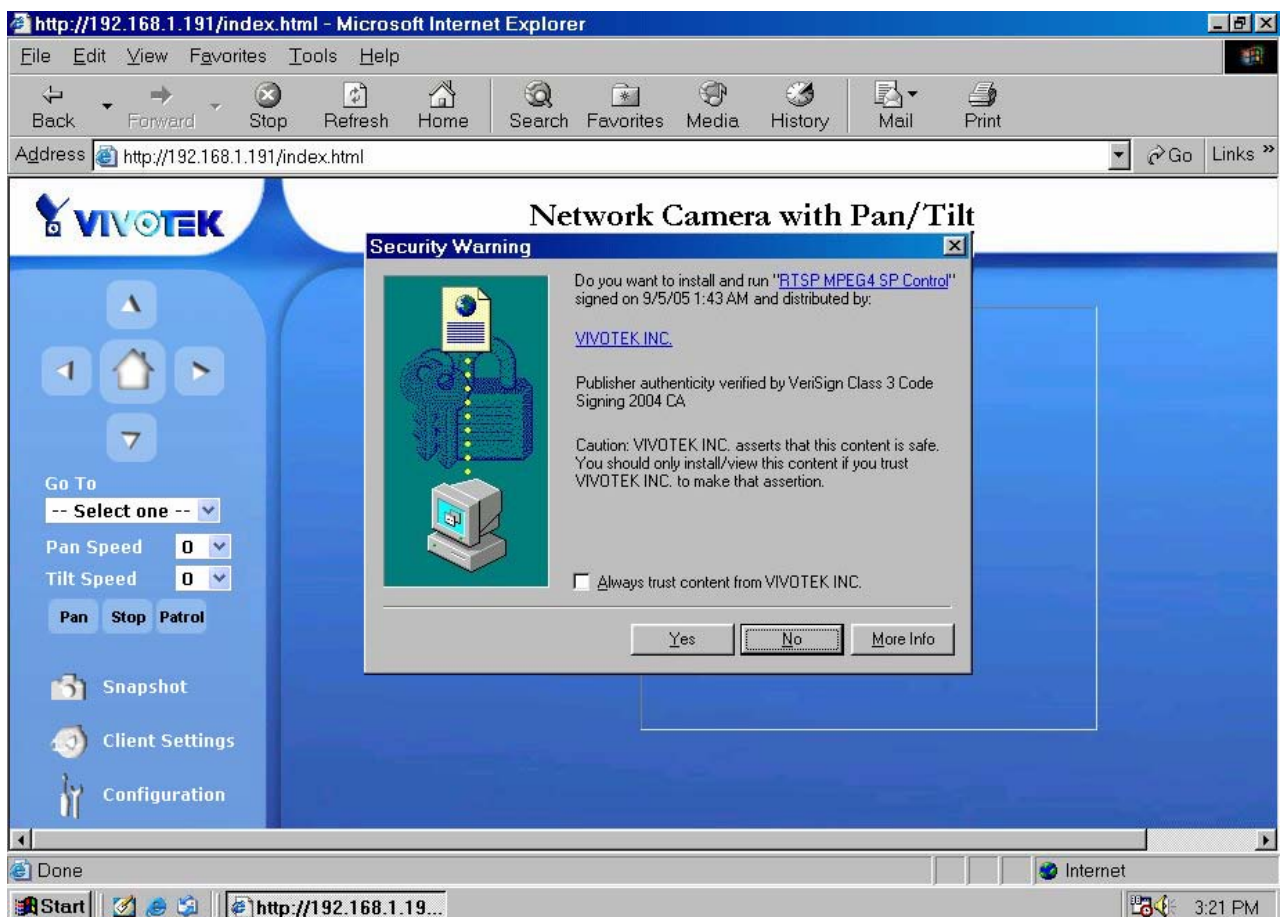 http://192.168.1.191/index.html - Microsoft Internet Explorer
File Edit View Favorites Tools Help
Back Forward Stop Refresh Home Search Favorites Media History Mail Print
Address http://192.168.1.191/index.html Go Links »
VIVOTEK
Network Camera with Pan/Tilt
Security Warning
Do you want to install and run "RTSP MPEG4 SP Control"
signed on 9/5/05 1:43 AM and distributed by:
VIVOTEK INC.
Publisher authenticity verified by VeriSign Class 3 Code
Signing 2004 CA
Caution: VIVOTEK INC. asserts that this content is safe.
You should only install/view this content if you trust
VIVOTEK INC. to make that assertion.
Always trust content from VIVOTEK INC.
Yes No More Info
Go To
-- Select one --
Pan Speed 0
Tilt Speed 0
Pan Stop Patrol
Snapshot
Client Settings
Configuration
Done Internet
Start http://192.168.1.19... 3:21 PM